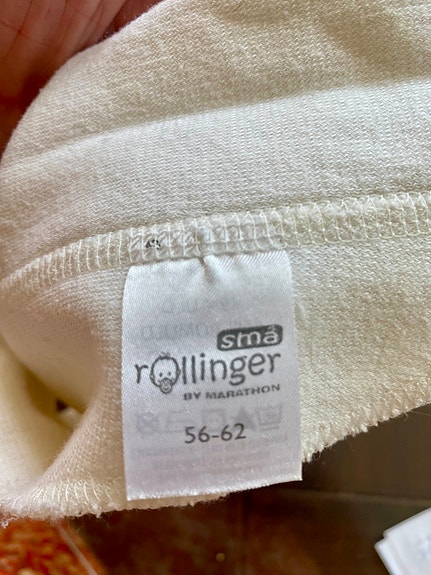 små
rollinger
BY MARATHON
56-62